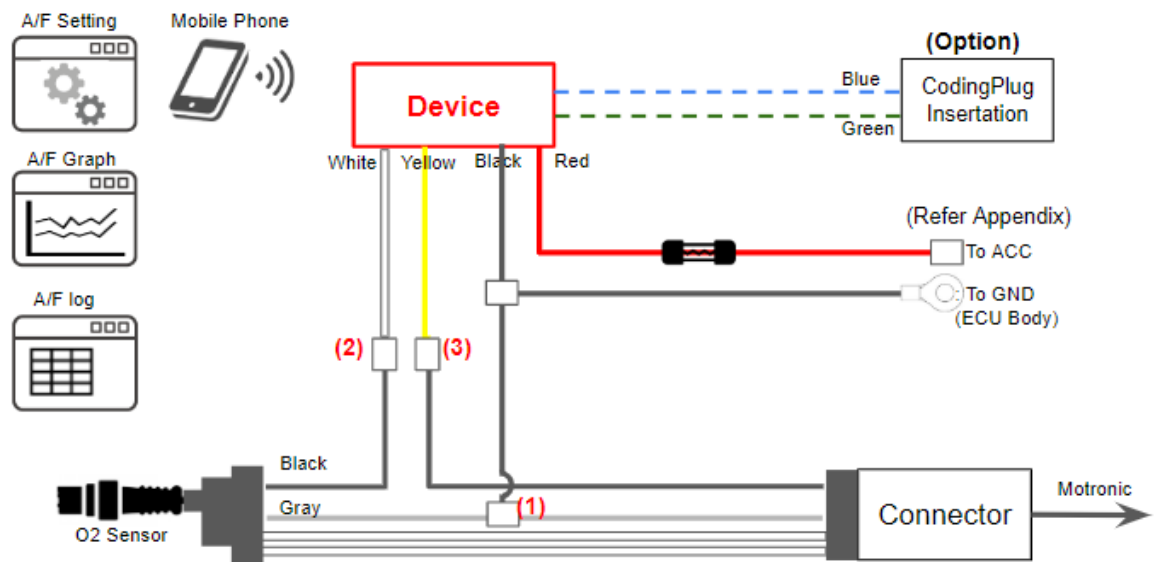 A/F Setting
Mobile Phone
(Option)
CodingPlug
Insertation
Blue
Green
Device
White
Yellow
Black
Red
A/F Graph
(Refer Appendix)
To ACC
To GND
(ECU Body)
A/F log
(2)
(3)
Black
Gray
(1)
O2 Sensor
Connector
Motronic